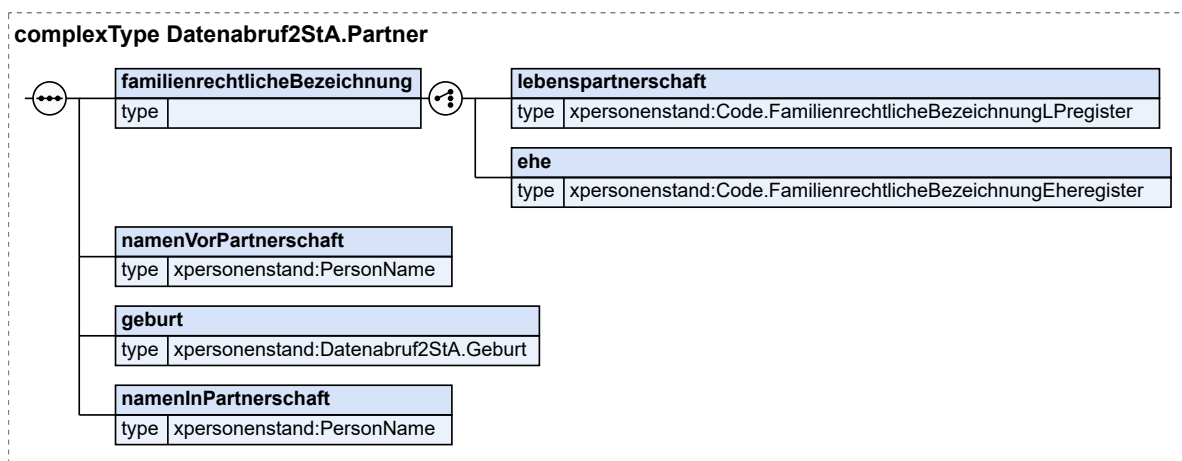 complexType Datenabruf2StA.Partner
familienrechtlicheBezeichnung
type
lebenspartnerschaft
type xpersonenstand:Code.FamilienrechtlicheBezeichnungLPregister
ehe
type xpersonenstand:Code.FamilienrechtlicheBezeichnungEheregister
namenVorPartnerschaft
type xpersonenstand:PersonName
geburt
type xpersonenstand:Datenabruf2StA.Geburt
namenInPartnerschaft
type xpersonenstand:PersonName